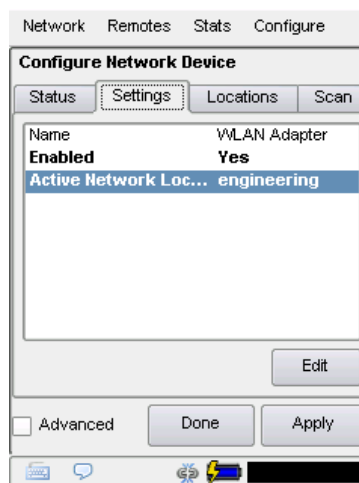 Network Remotes Stats Configure
Configure Network Device
Status Settings Locations Scan
Name WLAN Adapter
Enabled Yes
Active Network Loc... engineering
Edit
Advanced Done Apply